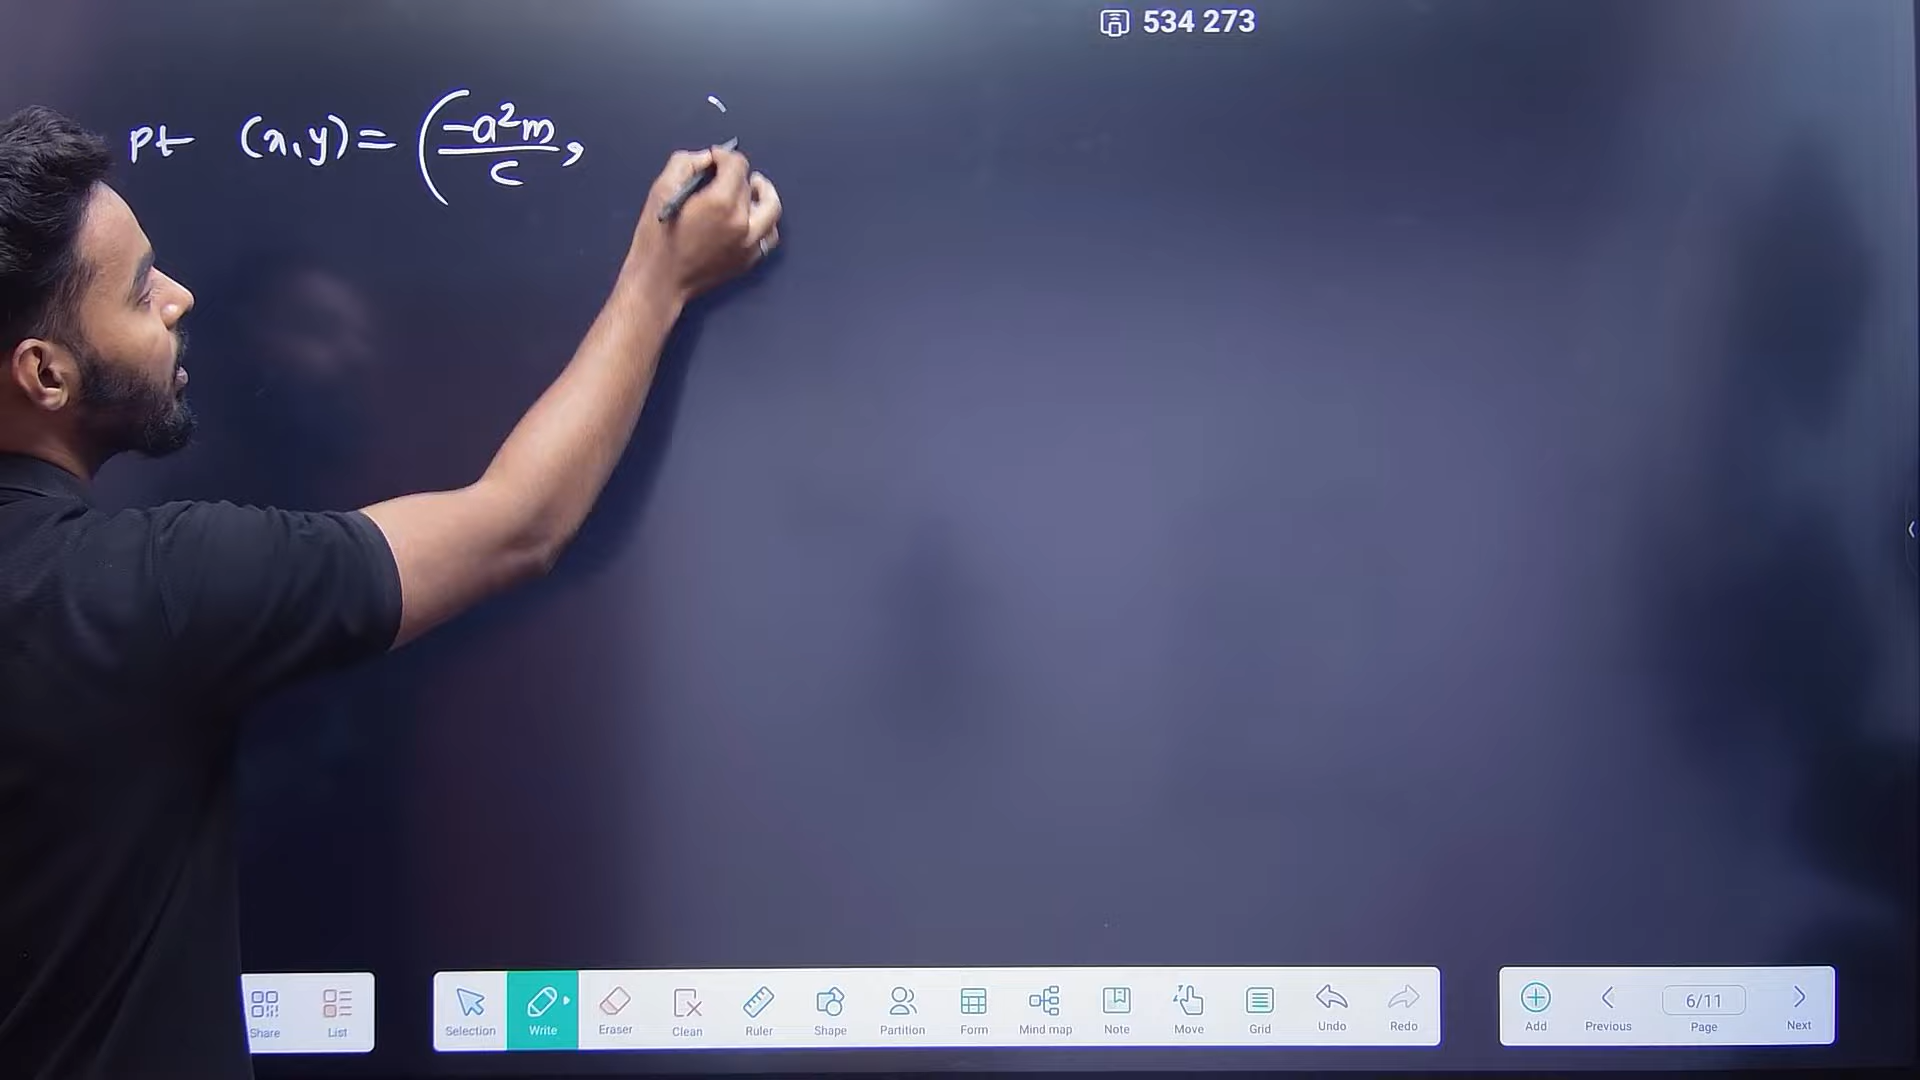 534 273
pt (x,y) = (-a²m/c,
Share List
Selection Write Eraser Clean Ruler Shape Partition Form Mind map Note Move Grid Undo Redo
Add Previous 6/11 Page Next